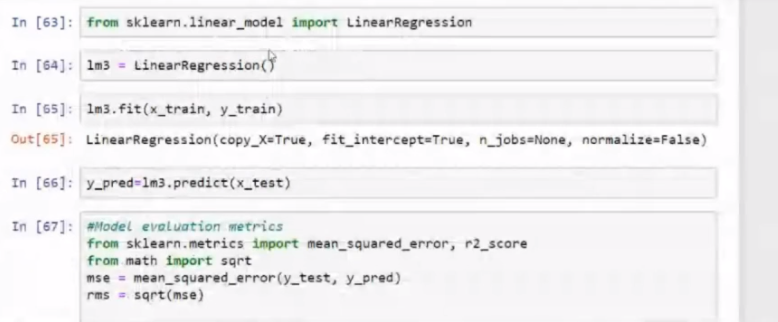 In [63]: from sklearn.linear_model import LinearRegression
In [64]: lm3 = LinearRegression()
In [65]: lm3.fit(x_train, y_train)
Out[65]: LinearRegression(copy_X=True, fit_intercept=True, n_jobs=None, normalize=False)
In [66]: y_pred=lm3.predict(x_test)
In [67]: #Model evaluation metrics
from sklearn.metrics import mean_squared_error, r2_score
from math import sqrt
mse = mean_squared_error(y_test, y_pred)
rms = sqrt(mse)